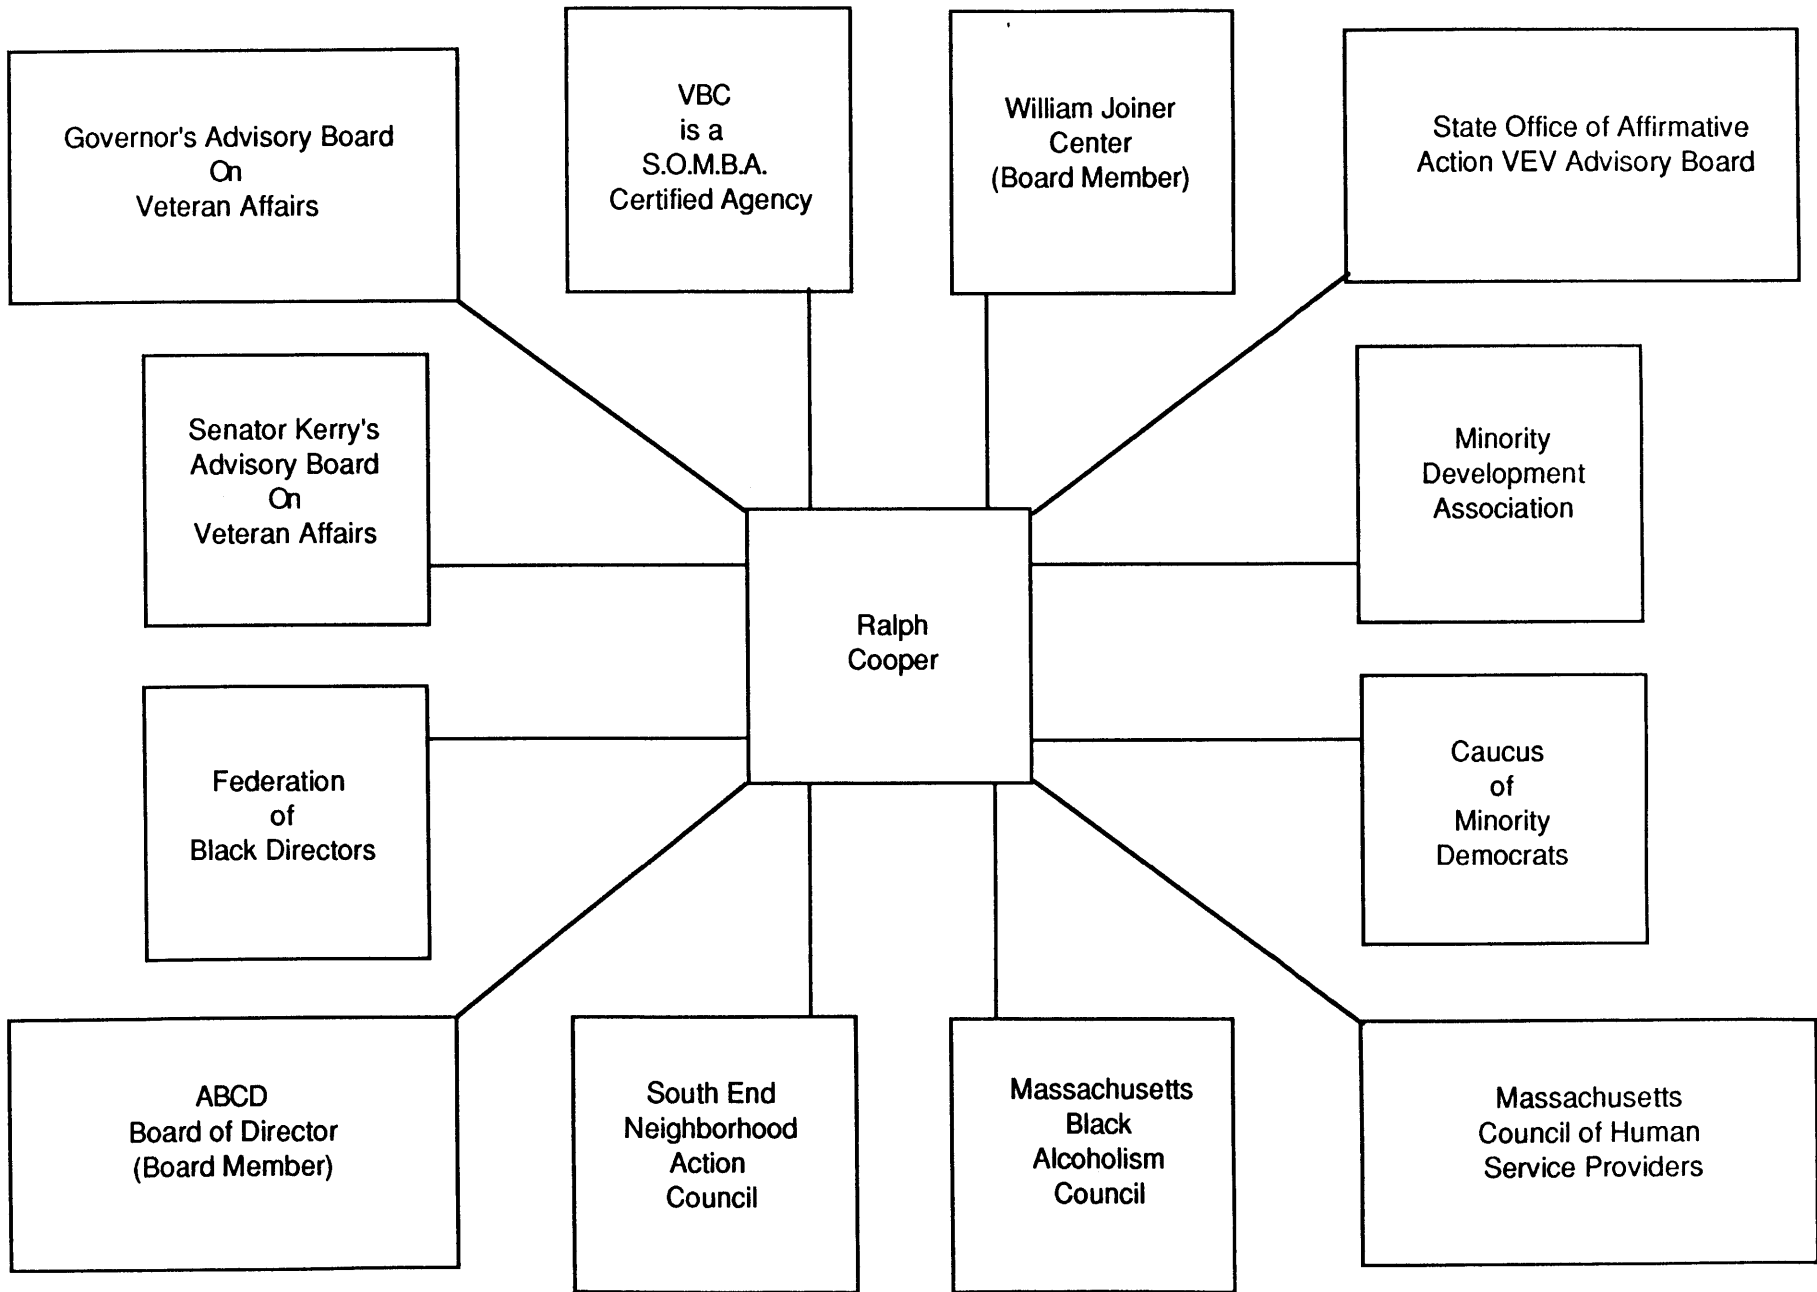 Governor's Advisory Board
On
Veteran Affairs
VBC
is a
S.O.M.B.A.
Certified Agency
William Joiner
Center
(Board Member)
State Office of Affirmative
Action VEV Advisory Board
Senator Kerry's
Advisory Board
On
Veteran Affairs
Minority
Development
Association
Ralph
Cooper
Federation
of
Black Directors
Caucus
of
Minority
Democrats
ABCD
Board of Director
(Board Member)
South End
Neighborhood
Action
Council
Massachusetts
Black
Alcoholism
Council
Massachusetts
Council of Human
Service Providers